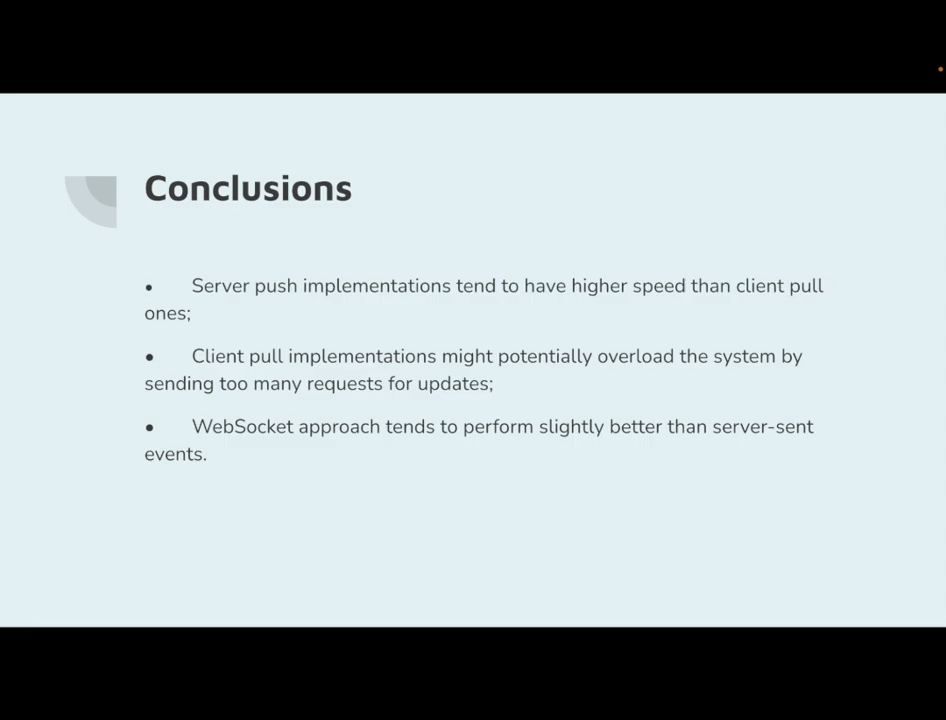 Conclusions
• Server push implementations tend to have higher speed than client pull
ones;
• Client pull implementations might potentially overload the system by
sending too many requests for updates;
• WebSocket approach tends to perform slightly better than server-sent
events.